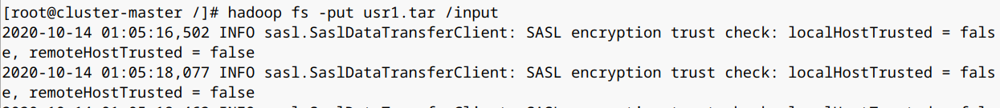 [root@cluster-master /]# hadoop fs -put usr1.tar /input
2020-10-14 01:05:16,502 INFO sasl.SaslDataTransferClient: SASL encryption trust check: localHostTrusted = fals
e, remoteHostTrusted = false
2020-10-14 01:05:18,077 INFO sasl.SaslDataTransferClient: SASL encryption trust check: localHostTrusted = fals
e, remoteHostTrusted = false